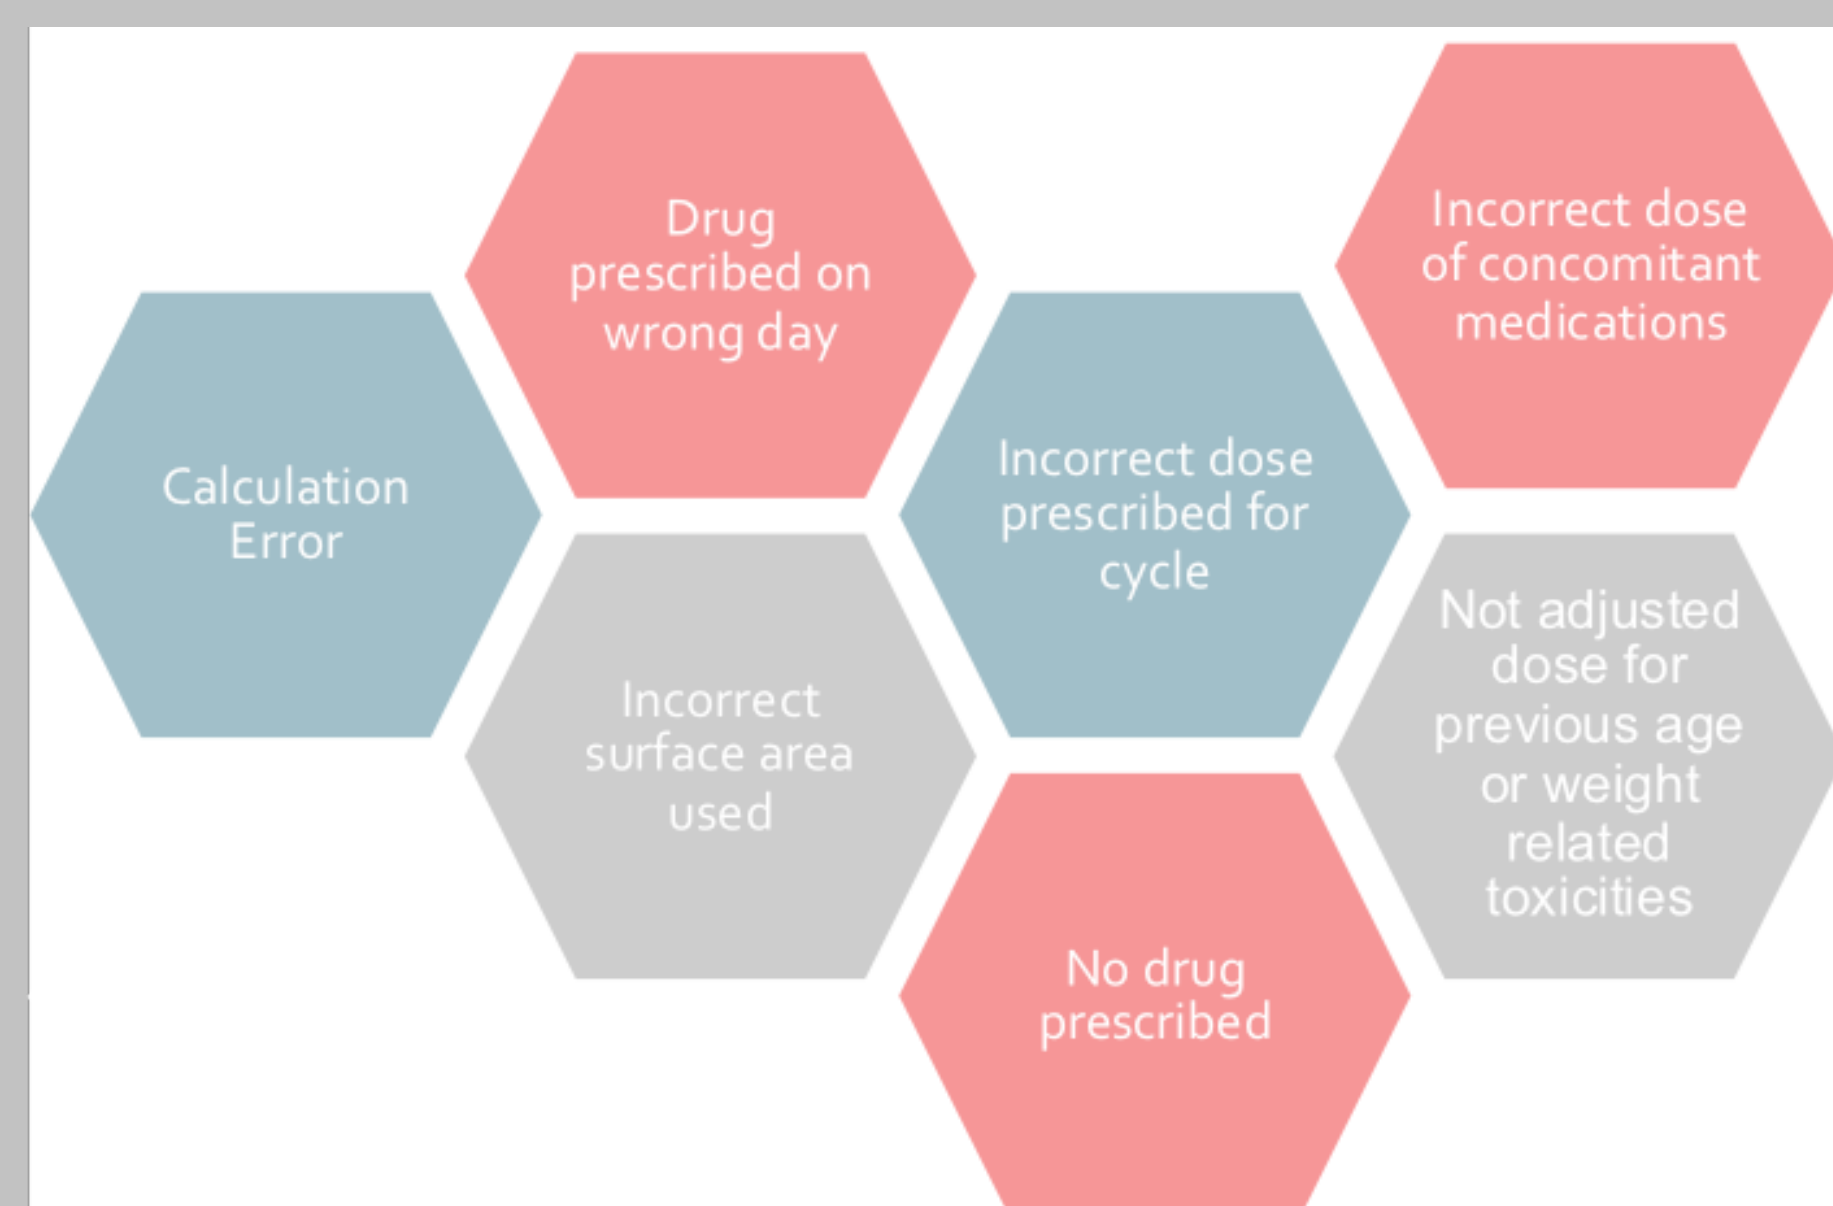 Calculation
Error
Drug
prescribed on
wrong day
Incorrect
surface area
used
Incorrect dose
prescribed for
cycle
No drug
prescribed
Incorrect dose
of concomitant
medications
Not adjusted
dose for
previous age
or weight
related
toxicities